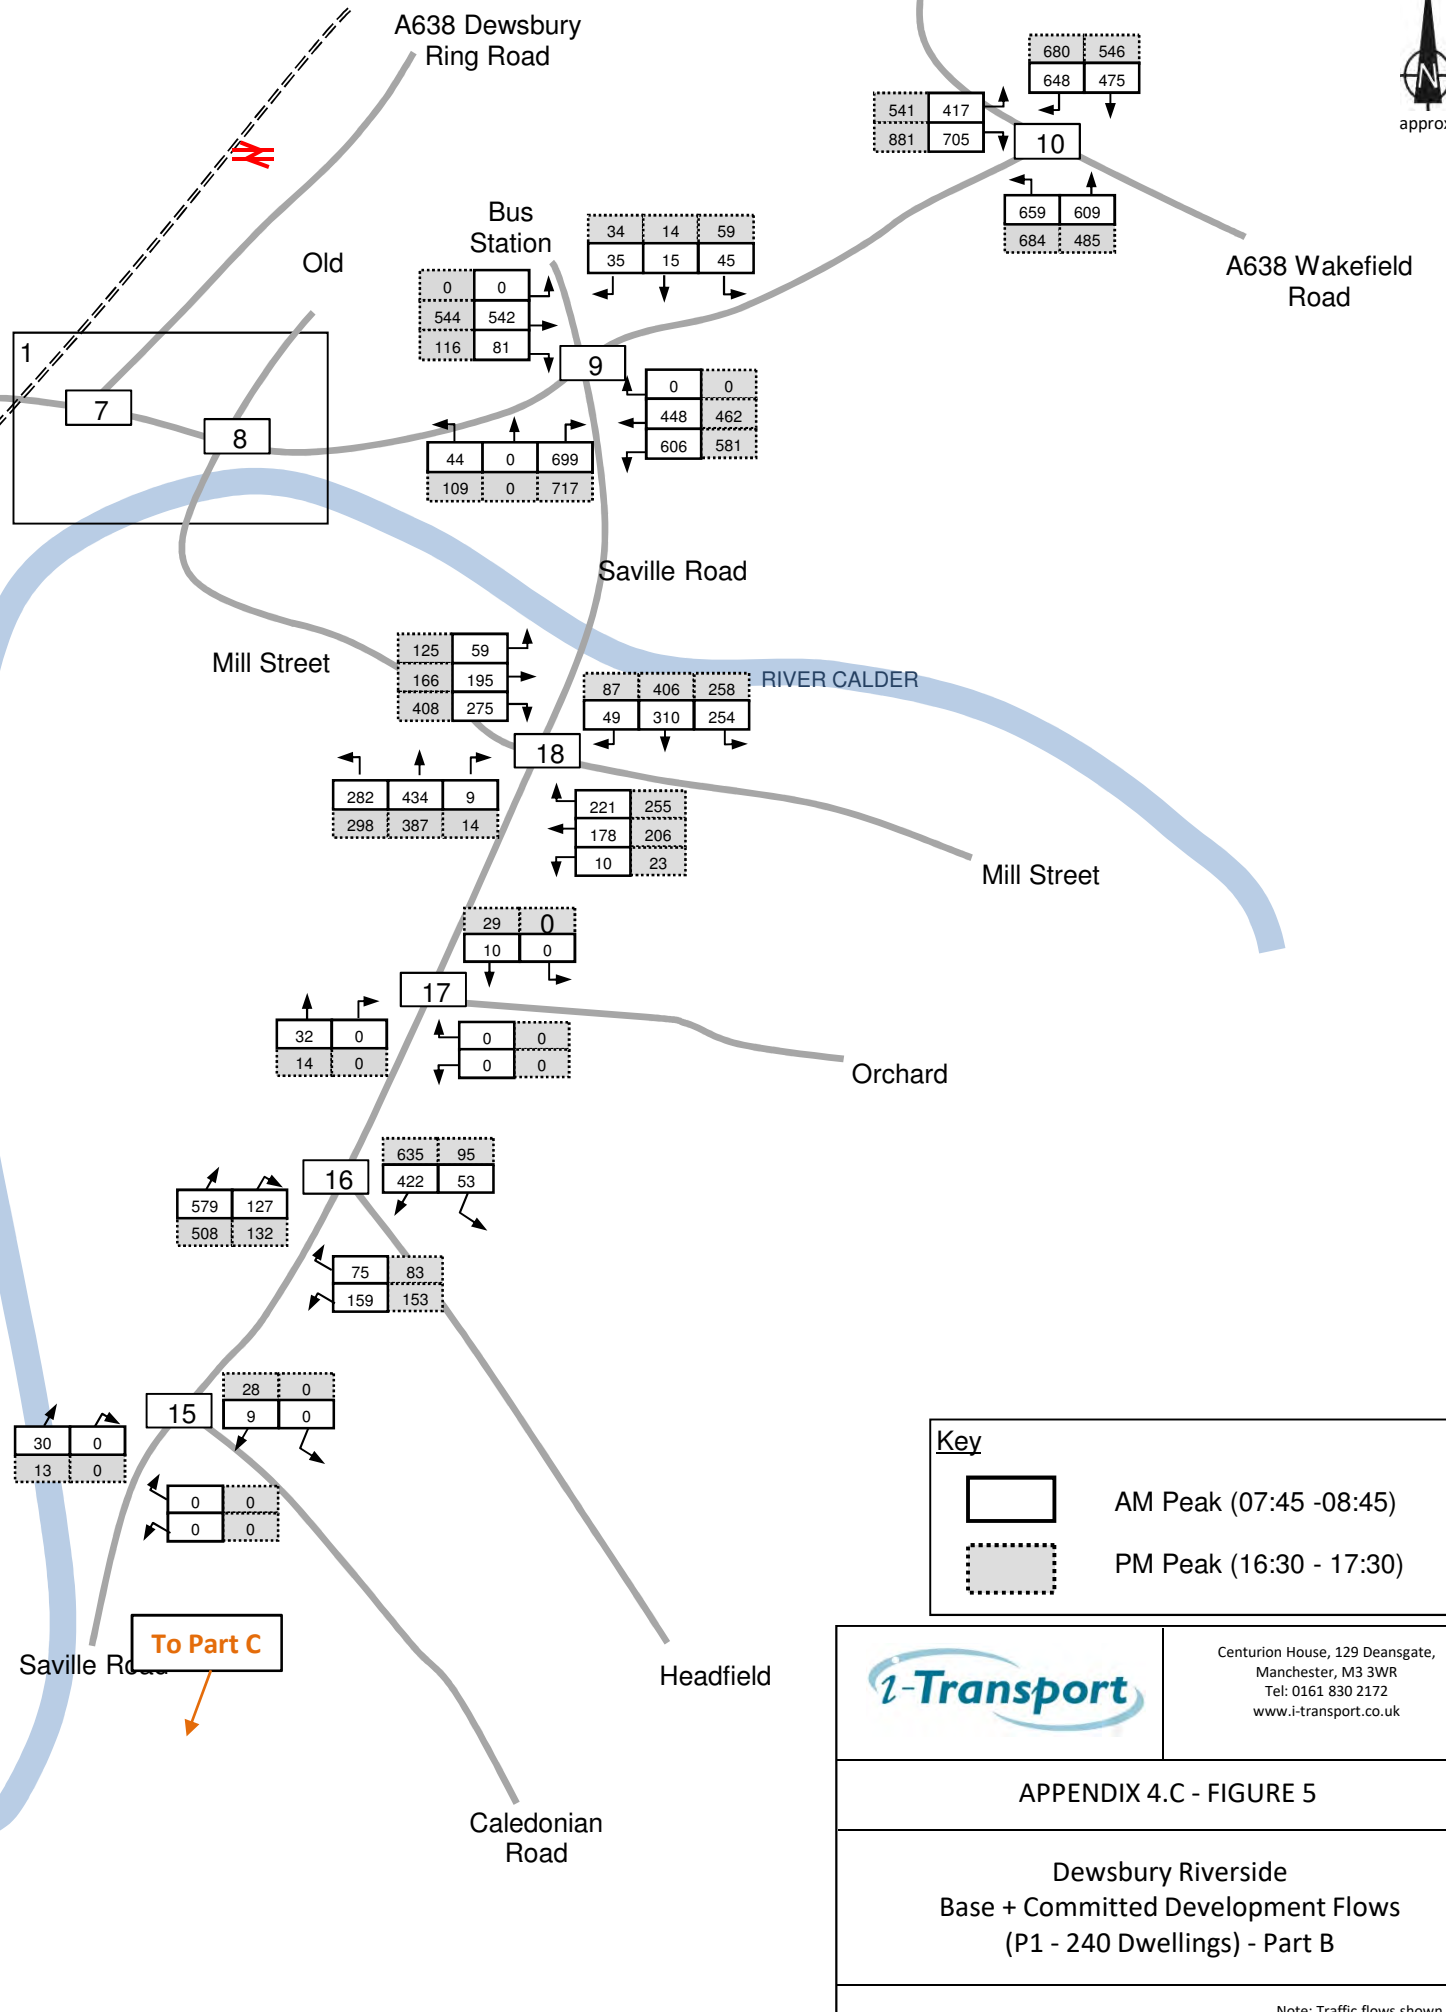 A638 Dewsbury
Ring Road
680 546
648 475
N
approx
541 417
881 705
10
659 609
684 485
A638 Wakefield
Road
Bus
Station
34 14 59
35 15 45
Old
0 0
544 542
116 81
9
1
7
8
0 0
448 462
606 581
44 0 699
109 0 717
Saville Road
Mill Street
125 59
166 195
408 275
87 406 258
49 310 254
RIVER CALDER
18
282 434 9
298 387 14
221 255
178 206
10 23
Mill Street
29 0
10 0
17
32 0
14 0
0 0
0 0
Orchard
635 95
422 53
16
579 127
508 132
75 83
159 153
28 0
9 0
15
30 0
13 0
0 0
0 0
Key
AM Peak (07:45 -08:45)
PM Peak (16:30 - 17:30)
To Part C
Saville Road
Headfield
Caledonian
Road
i-Transport
Centurion House, 129 Deansgate,
Manchester, M3 3WR
Tel: 0161 830 2172
www.i-transport.co.uk
APPENDIX 4.C - FIGURE 5
Dewsbury Riverside
Base + Committed Development Flows
(P1 - 240 Dwellings) - Part B
Note: Traffic flows shown